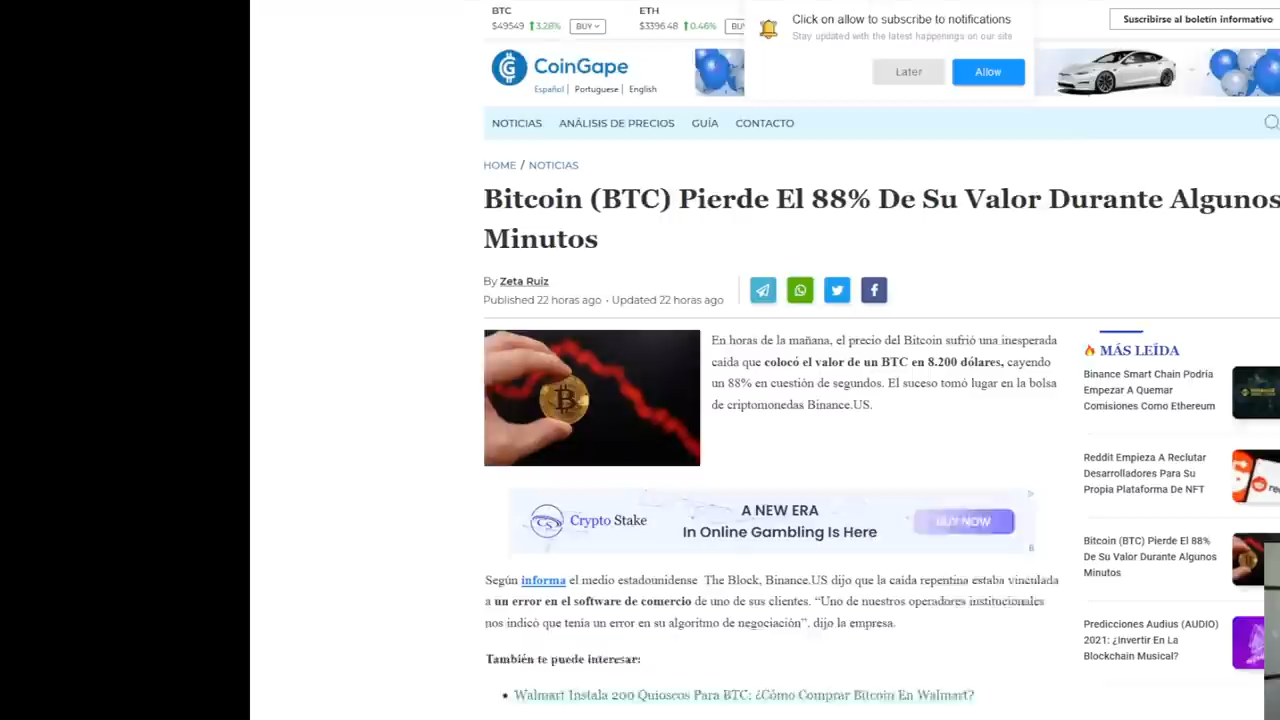 BTC
$49549 3.28% BUY
ETH
$3396.48 0.46%
Click on allow to subscribe to notifications
Stay updated with the latest happenings on our site
Later
Allow
Suscribirse al boletín informativo
CoinGape
Español | Portuguese | English
NOTICIAS ANÁLISIS DE PRECIOS GUÍA CONTACTO
HOME / NOTICIAS
Bitcoin (BTC) Pierde El 88% De Su Valor Durante Algunos
Minutos
By Zeta Ruiz
Published 22 horas ago • Updated 22 horas ago
En horas de la mañana, el precio del Bitcoin sufrió una inesperada
caída que colocó el valor de un BTC en 8.200 dólares, cayendo
un 88% en cuestión de segundos. El suceso tomó lugar en la bolsa
de criptomonedas Binance.US.
Crypto Stake
A NEW ERA
In Online Gambling Is Here
BUY NOW
Según informa el medio estadounidense The Block, Binance.US dijo que la caída repentina estaba vinculada
a un error en el software de comercio de uno de sus clientes. “Uno de nuestros operadores institucionales
nos indicó que tenía un error en su algoritmo de negociación”, dijo la empresa.
También te puede interesar:
• Walmart Instala 200 Quioscos Para BTC: ¿Cómo Comprar Bitcoin En Walmart?
MÁS LEÍDA
Binance Smart Chain Podría
Empezar A Quemar
Comisiones Como Ethereum
Reddit Empieza A Reclutar
Desarrolladores Para Su
Propia Plataforma De NFT
Bitcoin (BTC) Pierde El 88%
De Su Valor Durante Algunos
Minutos
Predicciones Audius (AUDIO)
2021: ¿Invertir En La
Blockchain Musical?